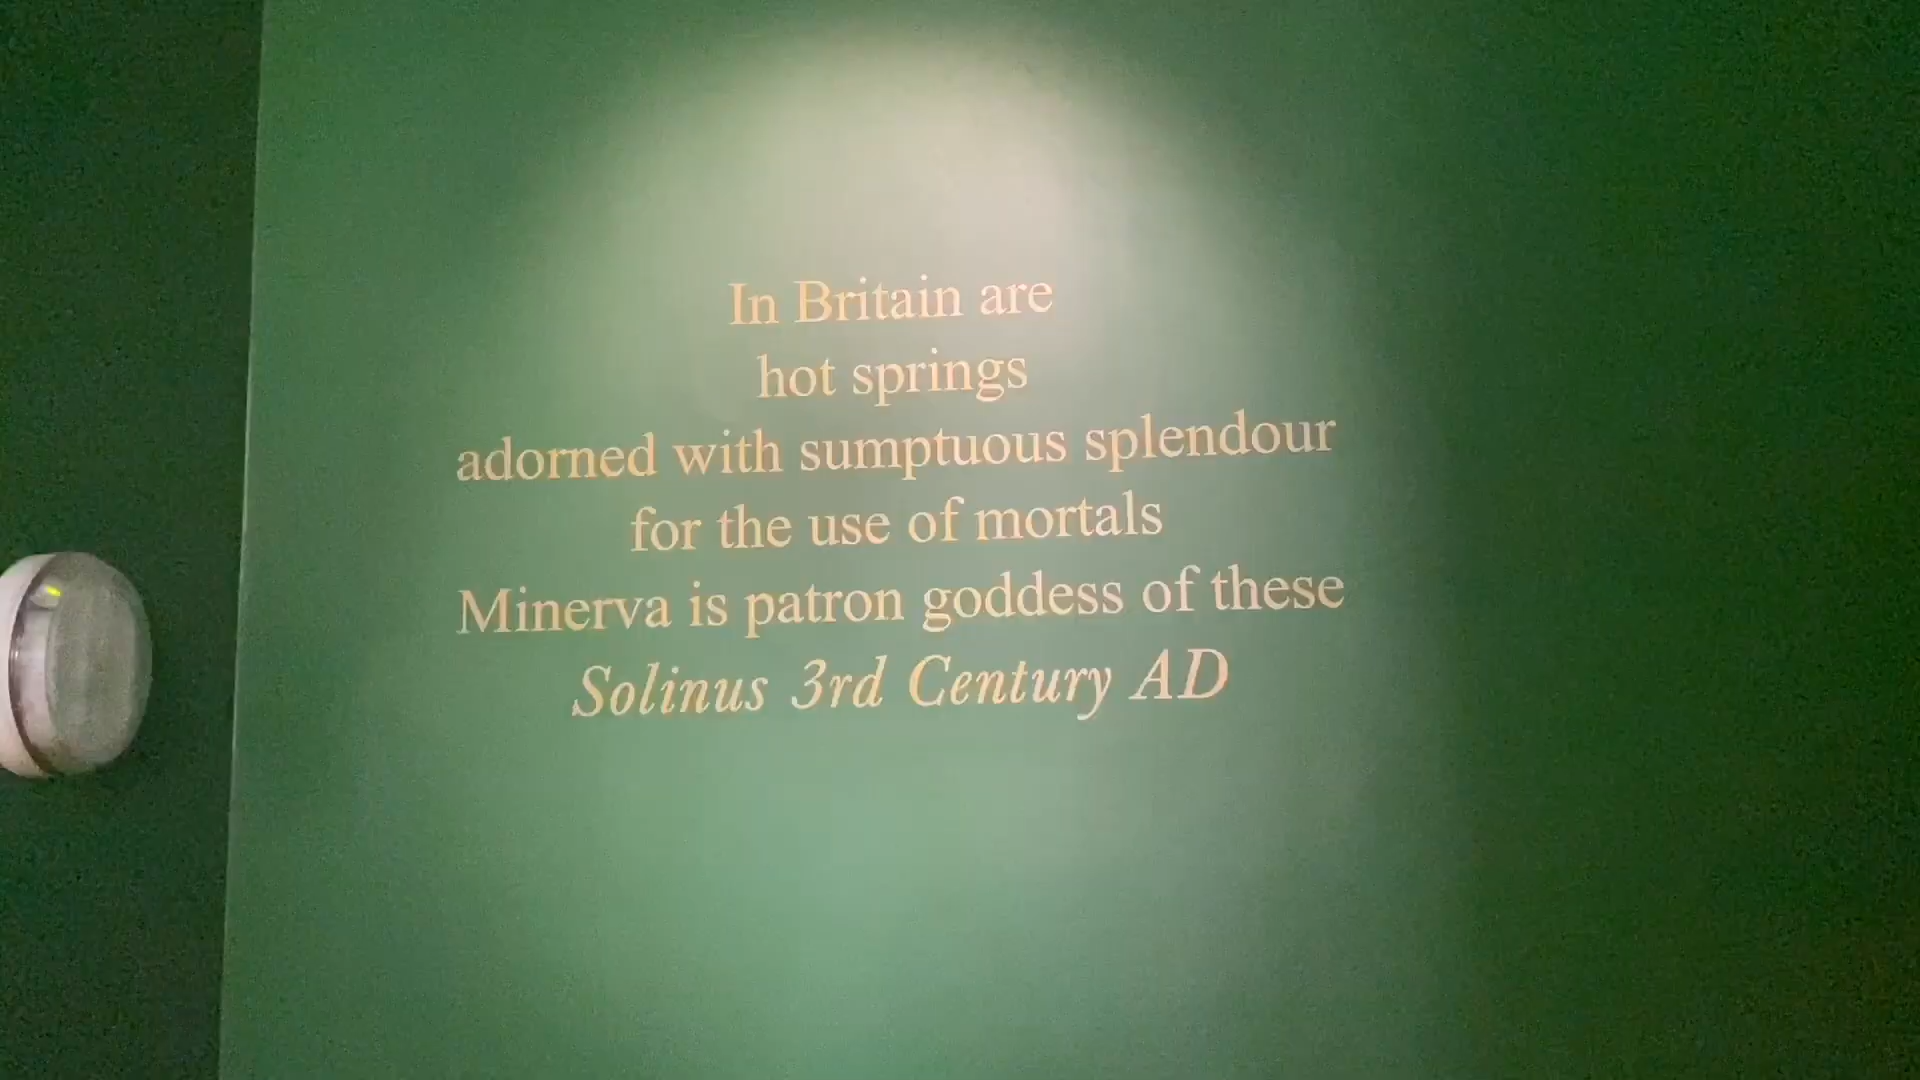 In Britain are
hot springs
adorned with sumptuous splendour
for the use of mortals
Minerva is patron goddess of these
Solinus 3rd Century AD